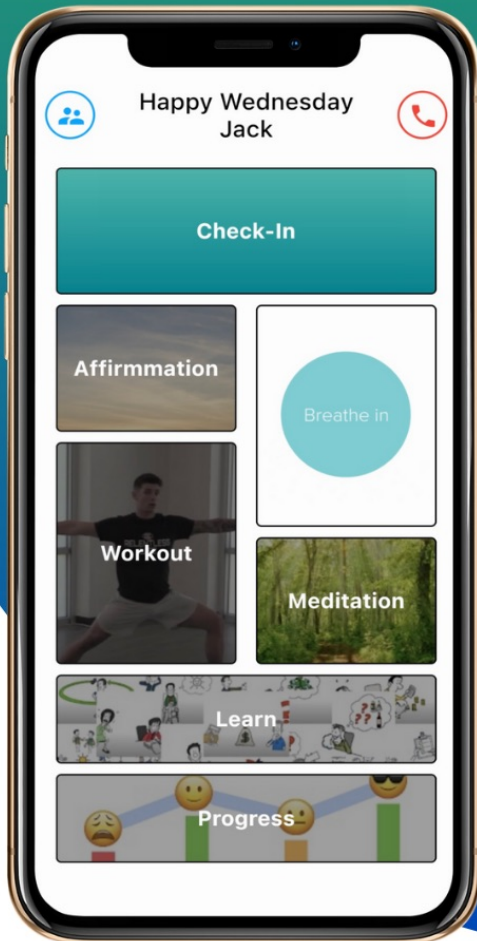 Happy Wednesday
Jack
Check-In
Affirmmation
Breathe in
Workout
Meditation
Learn
Progress